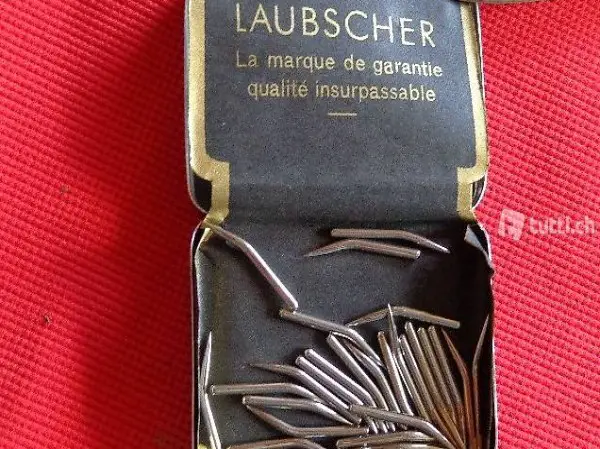 LAUBSCHER
La marque de garantie
qualité insurpassable
tutti.ch